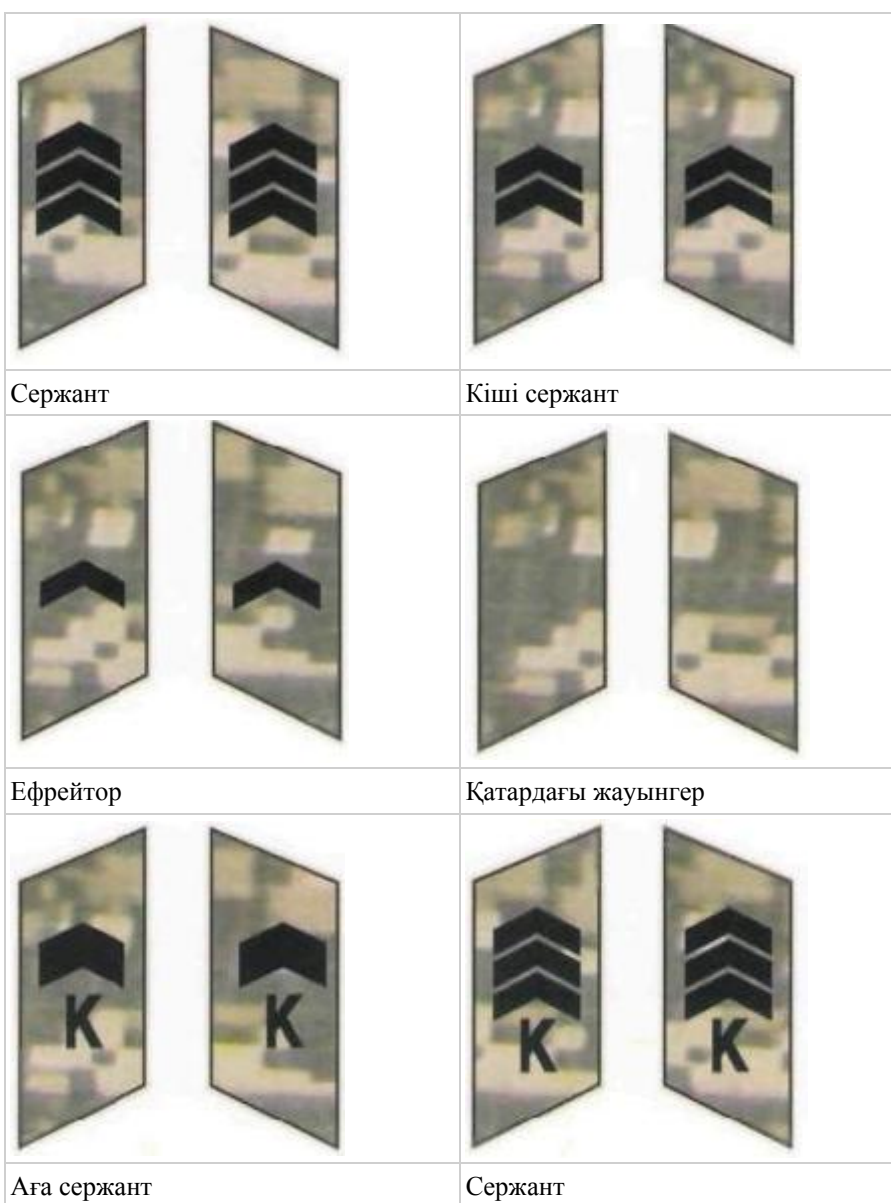 Сержант
Кіші сержант
Ефрейтор
Қатардағы жауынгер
K
K
K
K
Аға сержант
Сержант